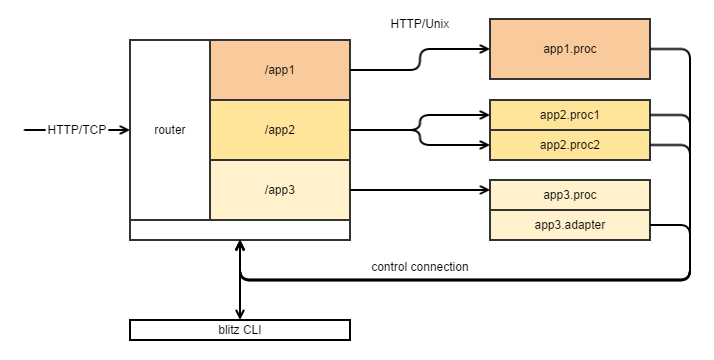 HTTP/Unix
/app1
app1.proc
HTTP/TCP
router
/app2
app2.proc1
app2.proc2
/app3
app3.proc
app3.adapter
control connection
blitz CLI